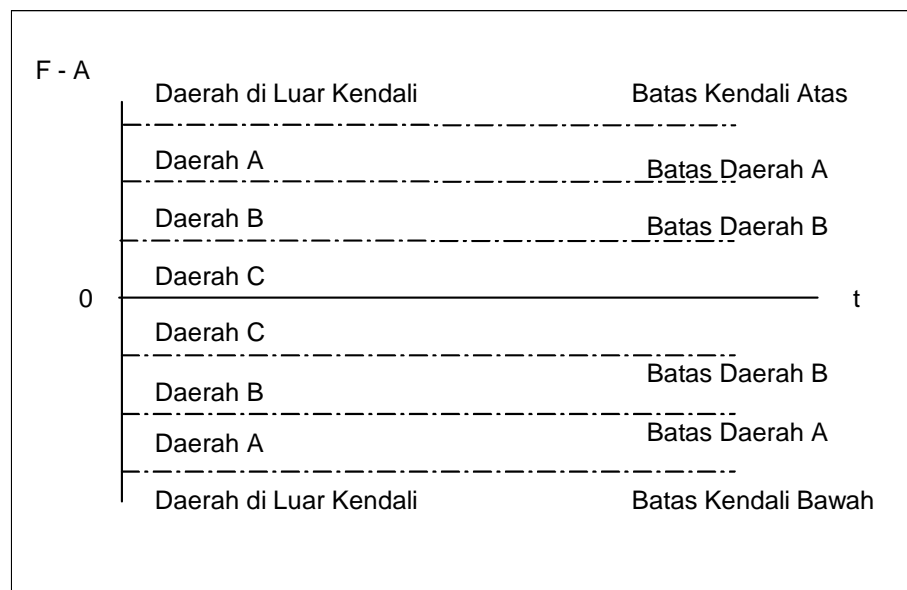 F - A
Daerah di Luar Kendali Batas Kendali Atas
Daerah A Batas Daerah A
Daerah B Batas Daerah B
Daerah C
0 t
Daerah C
Batas Daerah B
Daerah B
Batas Daerah A
Daerah A
Daerah di Luar Kendali Batas Kendali Bawah